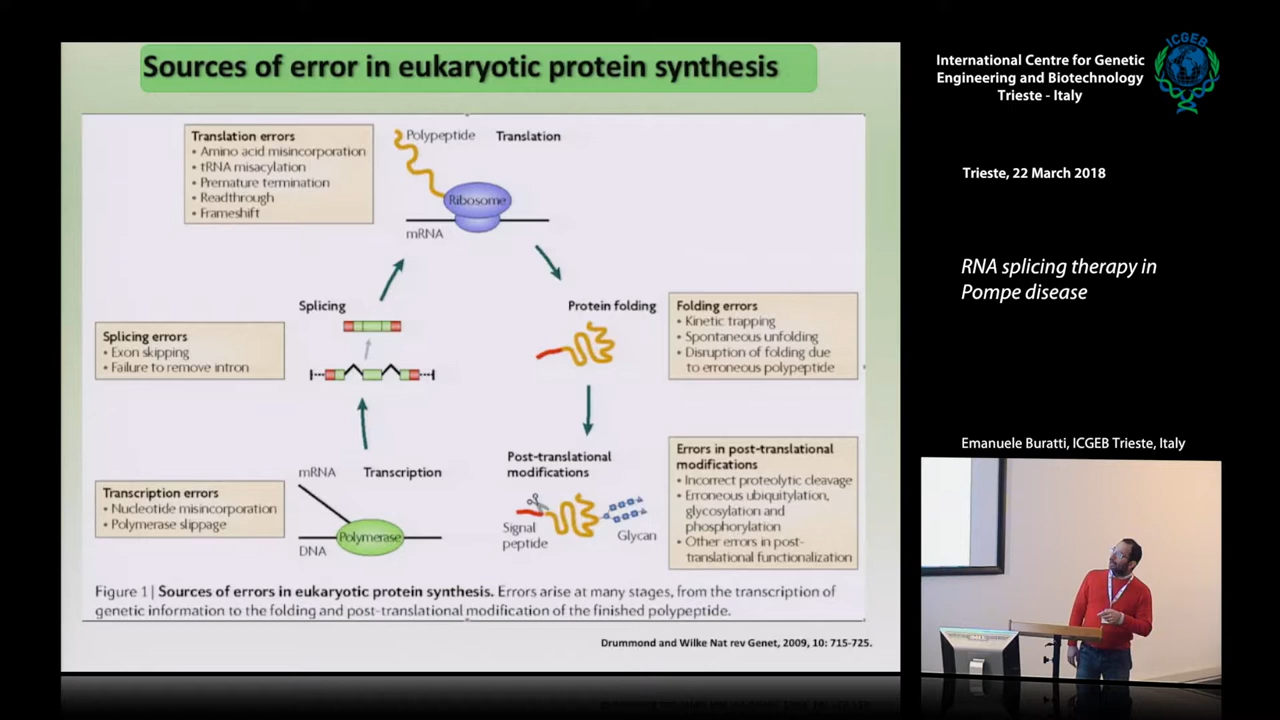 Sources of error in eukaryotic protein synthesis
Translation errors
• Amino acid misincorporation
• tRNA misacylation
• Premature termination
• Readthrough
• Frameshift
Polypeptide
Translation
Ribosome
mRNA
Splicing
Splicing errors
• Exon skipping
• Failure to remove intron
Protein folding
Folding errors
• Kinetic trapping
• Spontaneous unfolding
• Disruption of folding due
to erroneous polypeptide
mRNA
Transcription
Transcription errors
• Nucleotide misincorporation
• Polymerase slippage
Polymerase
DNA
Post-translational
modifications
Signal
peptide
Glycan
Errors in post-translational
modifications
• Incorrect proteolytic cleavage
• Erroneous ubiquitylation,
glycosylation and
phosphorylation
• Other errors in post-
translational functionalization
Figure 1 | Sources of errors in eukaryotic protein synthesis. Errors arise at many stages, from the transcription of
genetic information to the folding and post-translational modification of the finished polypeptide.
Drummond and Wilke Nat rev Genet, 2009, 10: 715-725.
International Centre for Genetic
Engineering and Biotechnology
Trieste - Italy
ICGEB
Trieste, 22 March 2018
RNA splicing therapy in
Pompe disease
Emanuele Buratti, ICGEB Trieste, Italy